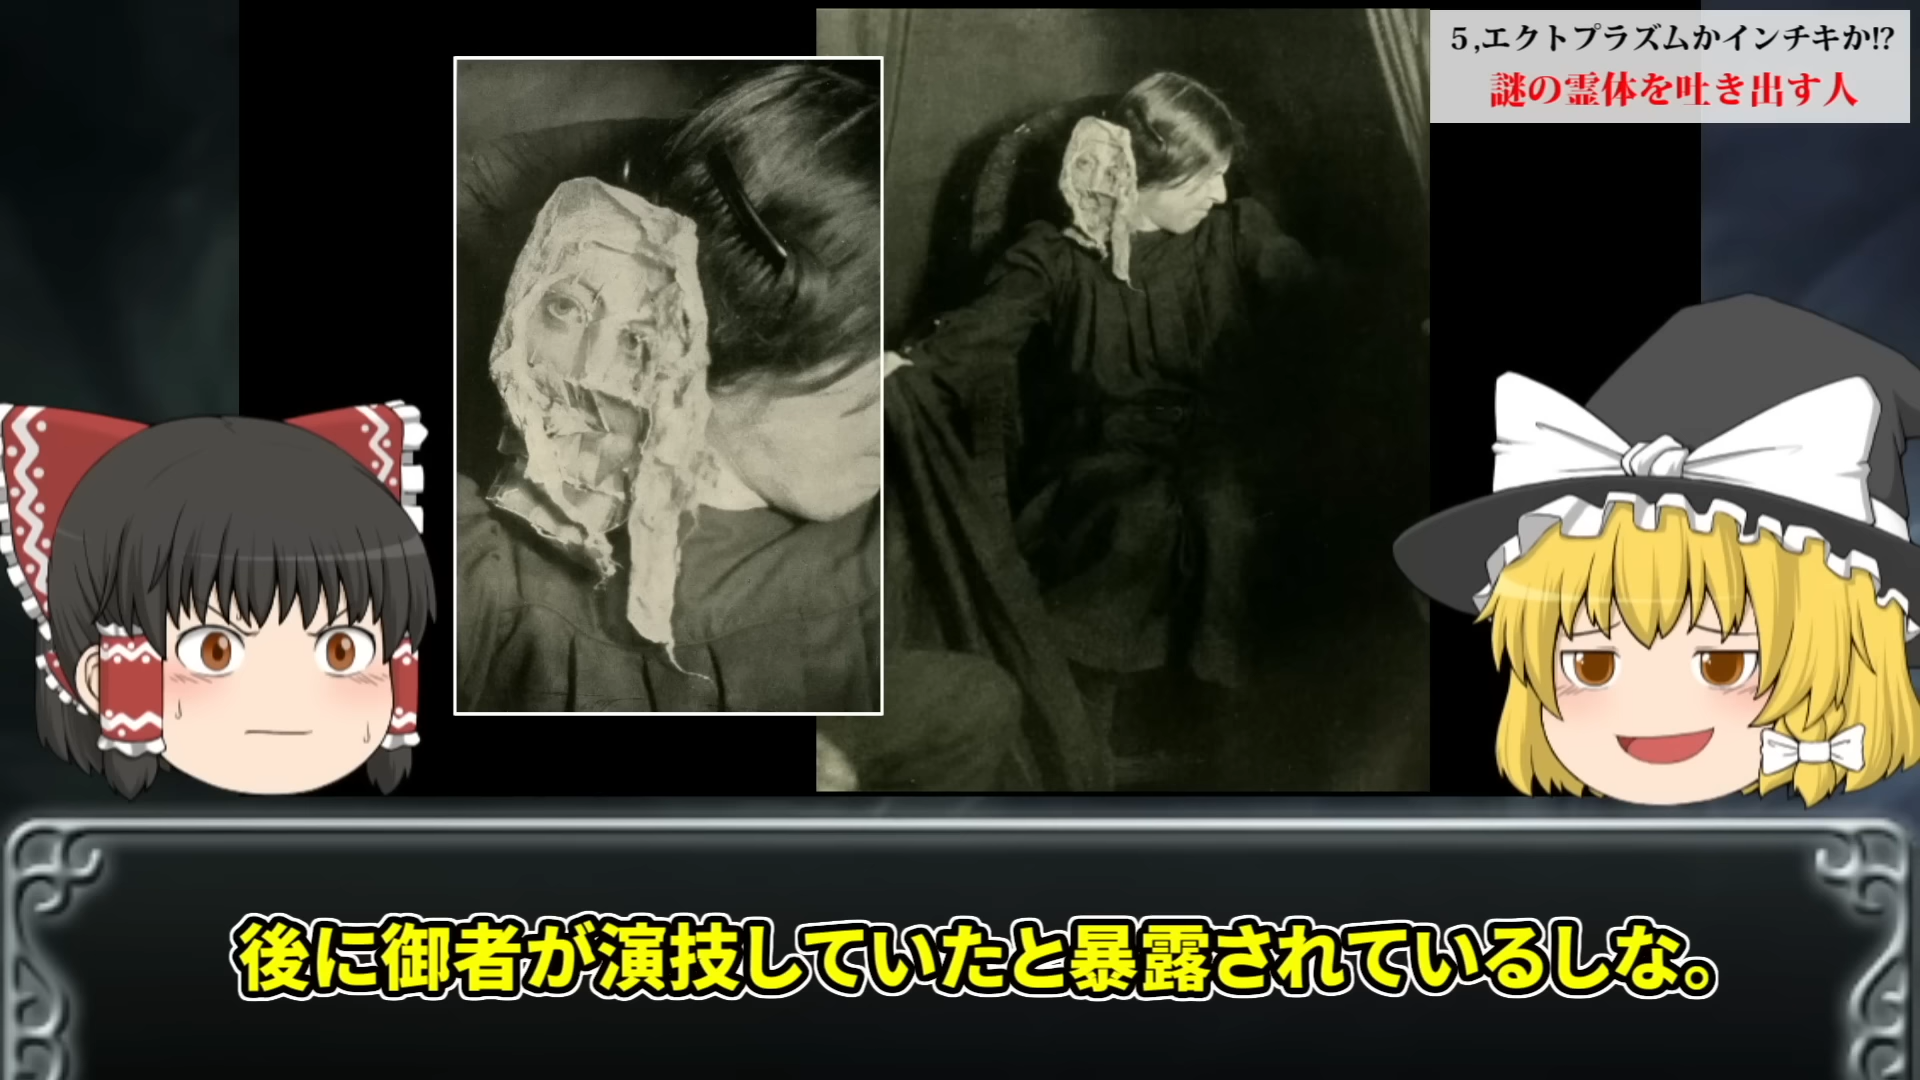 5,エクトプラズムかインチキか!?
謎の霊体を吐き出す人
後に御者が演技していたと暴露されているしな。